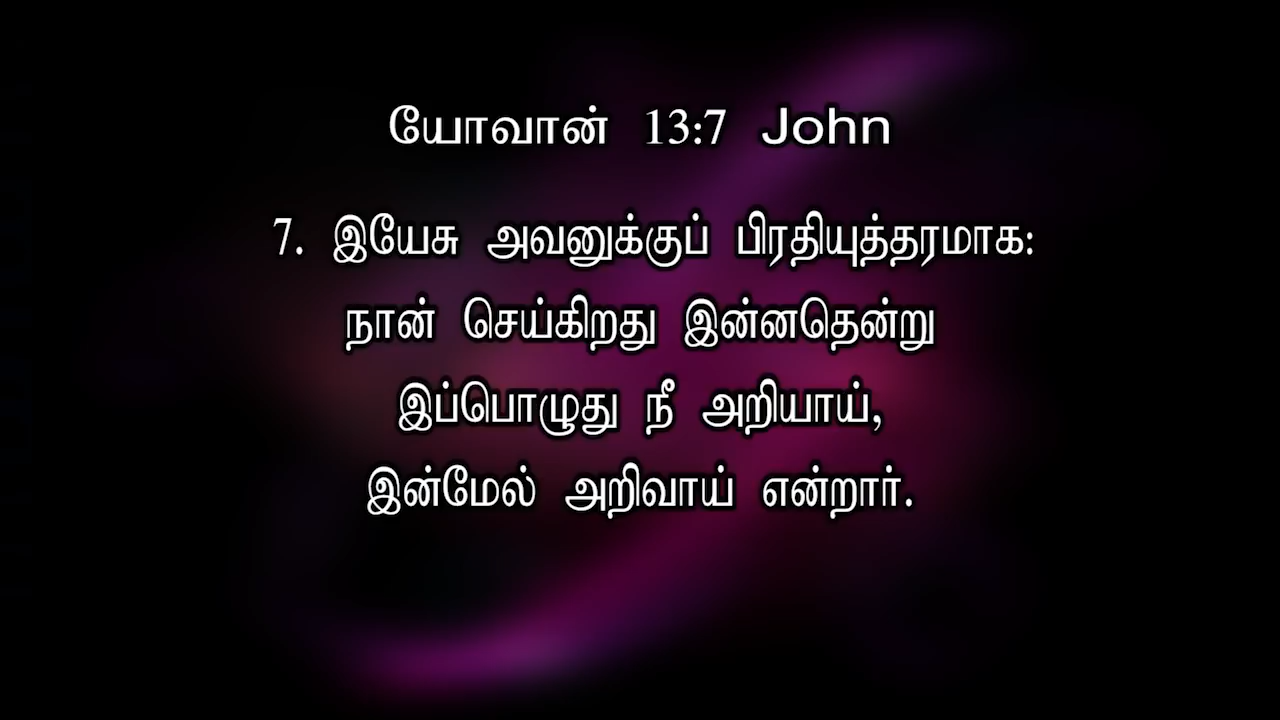 யோவான் 13:7 John
7. இயேசு அவனுக்குப் பிரதியுத்தரமாக:
நான் செய்கிறது இன்னதென்று
இப்பொழுது நீ அறியாய்,
இன்மேல் அறிவாய் என்றார்.